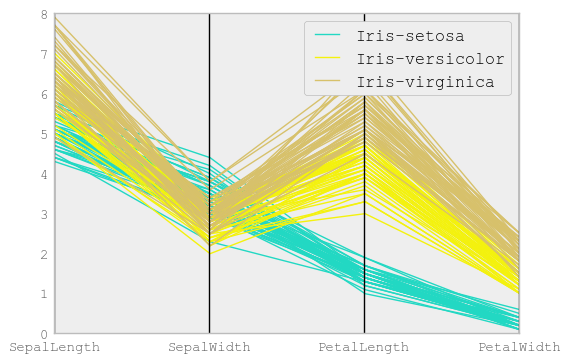 8
7
6
5
4
3
2
1
0
Iris-setosa
Iris-versicolor
Iris-virginica
SepalLength SepalWidth PetalLength PetalWidth